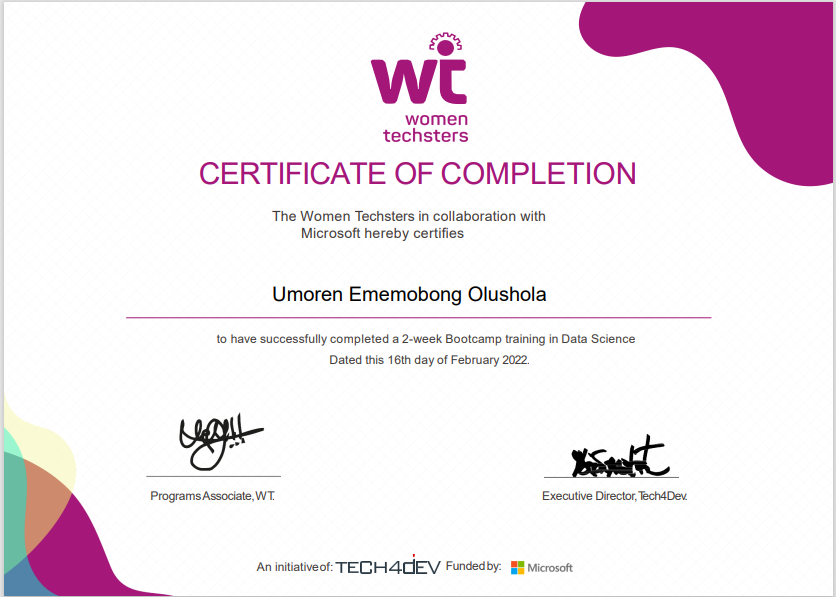 wt
women
techsters
CERTIFICATE OF COMPLETION
The Women Techsters in collaboration with
Microsoft hereby certifies
Umoren Ememobong Olushola
to have successfully completed a 2-week Bootcamp training in Data Science
Dated this 16th day of February 2022.
Programs Associate, WT.
Executive Director, Tech4Dev.
An initiative of: TECH4DEV Funded by: Microsoft